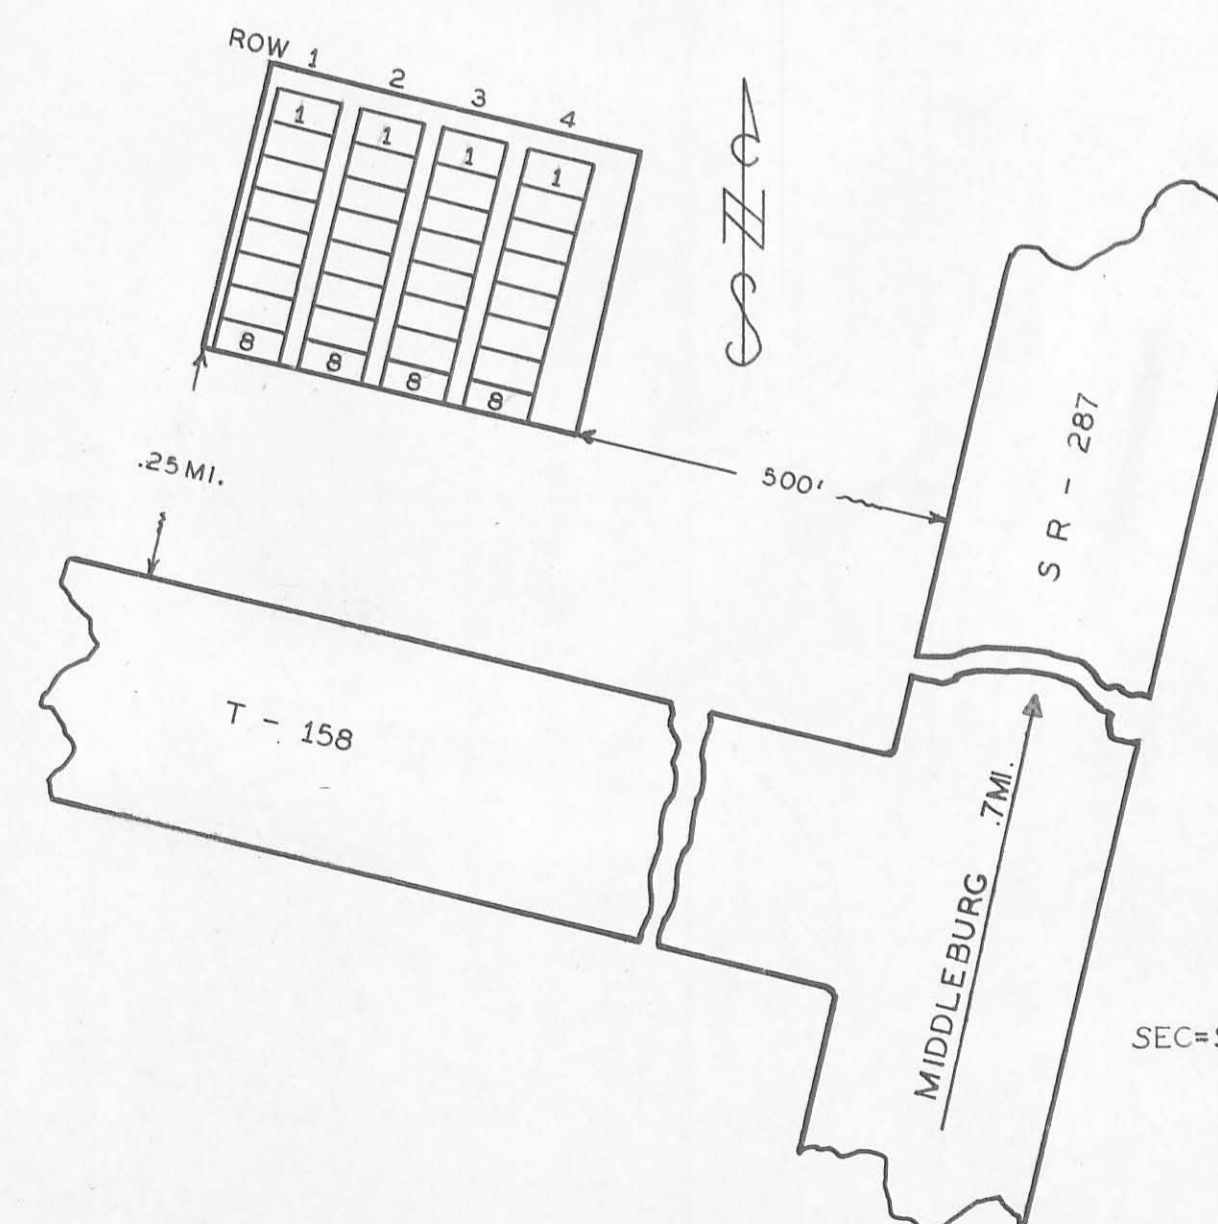 ROW 1 2 3 4
1 1 1 1
8 8 8 8
S N
.25 MI.
500'
S R - 287
T - 158
MIDDLEBURG .7MI.
SEC=